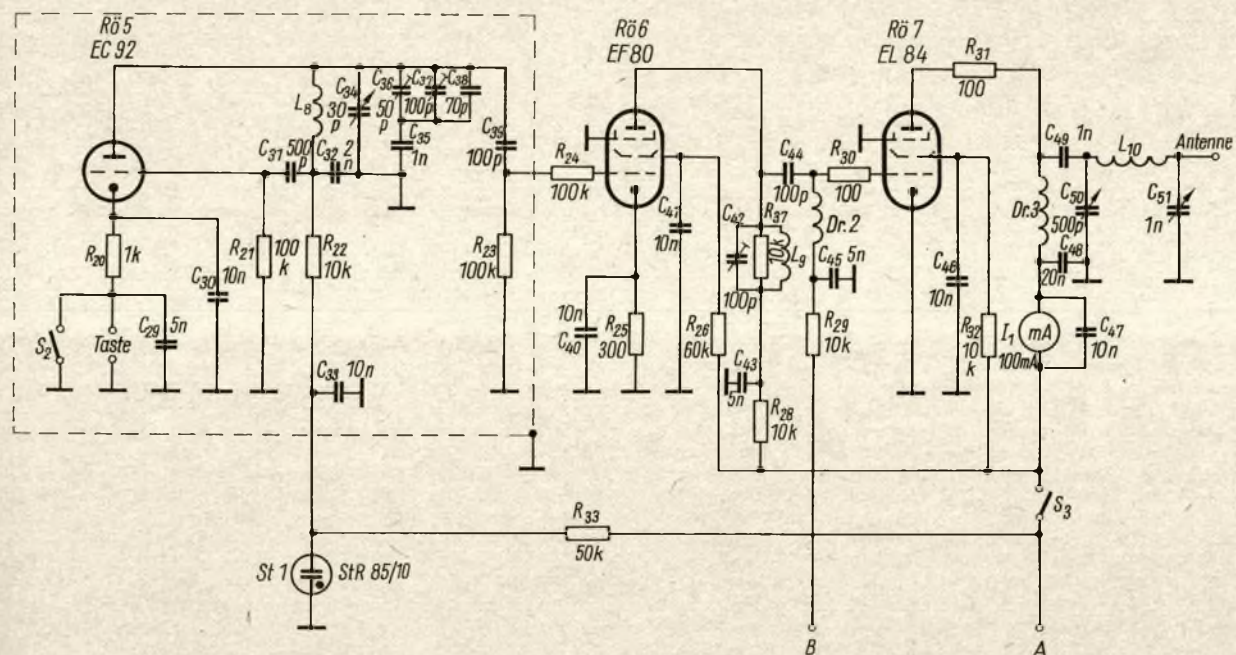 Rö 5
EC 92
Rö 6
EF 80
Rö 7
EL 84
R31
100
L8
C34
30
p
C36
50
p
C37
100p
C38
70p
C35
1n
C39
100p
C31
500
p
C32
2
n
R24
100k
C44
100p
R30
100
C49
1n
L10
Antenne
C50
500p
C51
1n
Dr.3
C48
20n
C41
10n
C42
100p
R37
10k
L9
Dr.2
C45
5n
C46
10n
R20
1k
C30
10n
R21
100
k
R22
10k
R23
100k
S2
Taste
C29
5n
10n
C40
R25
300
R26
60k
C43
5n
R28
10k
R29
10k
R32
10
k
I1
mA
100mA
C47
10n
C33
10n
R33
50k
S3
St 1
StR 85/10
B
A